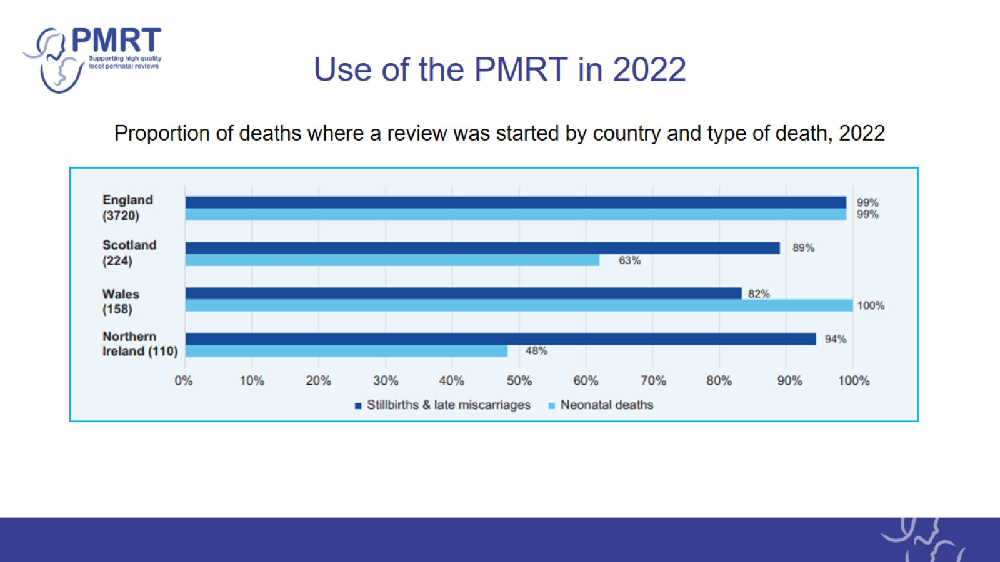 PMRT
Supporting high quality
local perinatal reviews
Use of the PMRT in 2022
Proportion of deaths where a review was started by country and type of death, 2022
England
(3720)
99%
99%
Scotland
(224)
89%
63%
Wales
(158)
82%
100%
Northern
Ireland (110)
94%
48%
0% 10% 20% 30% 40% 50% 60% 70% 80% 90% 100%
Stillbirths & late miscarriages Neonatal deaths